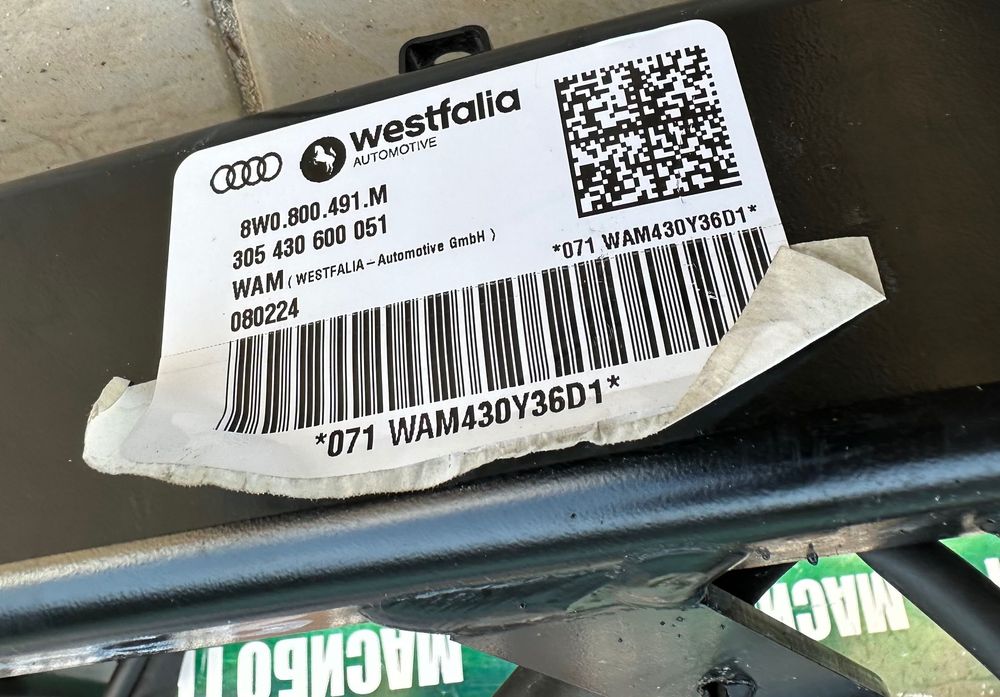 westfalia
AUTOMOTIVE
8W0.800.491.M
305 430 600 051
WAM ( WESTFALIA – Automotive GmbH )
080224
*071 WAM430Y36D1*
*071 WAM430Y36D1*